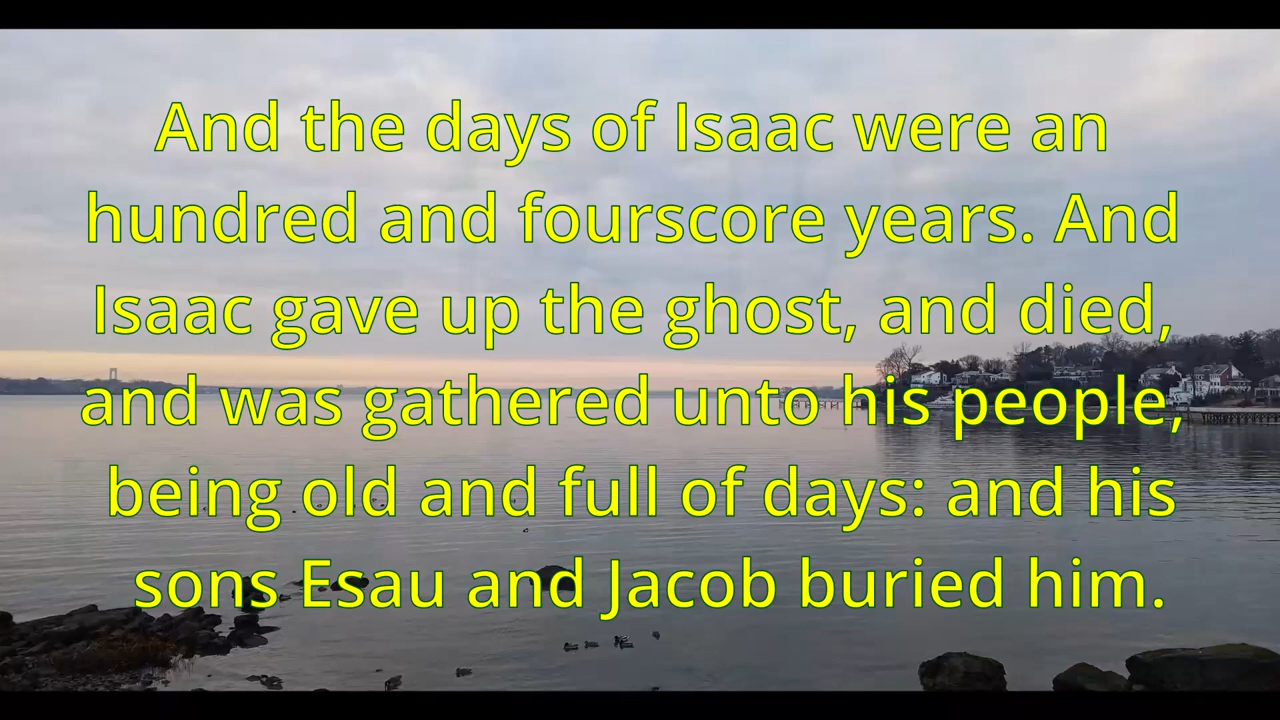 And the days of Isaac were an
hundred and fourscore years. And
Isaac gave up the ghost, and died,
and was gathered unto his people,
being old and full of days: and his
sons Esau and Jacob buried him.